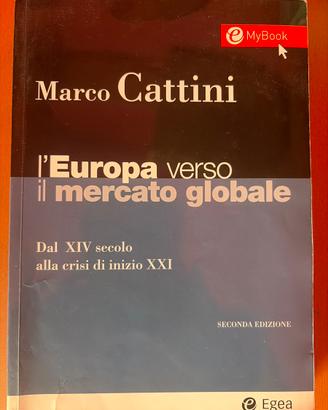 e MyBook
Marco Cattini
l'Europa verso
il mercato globale
Dal XIV secolo
alla crisi di inizio XXI
SECONDA EDIZIONE
e Egea